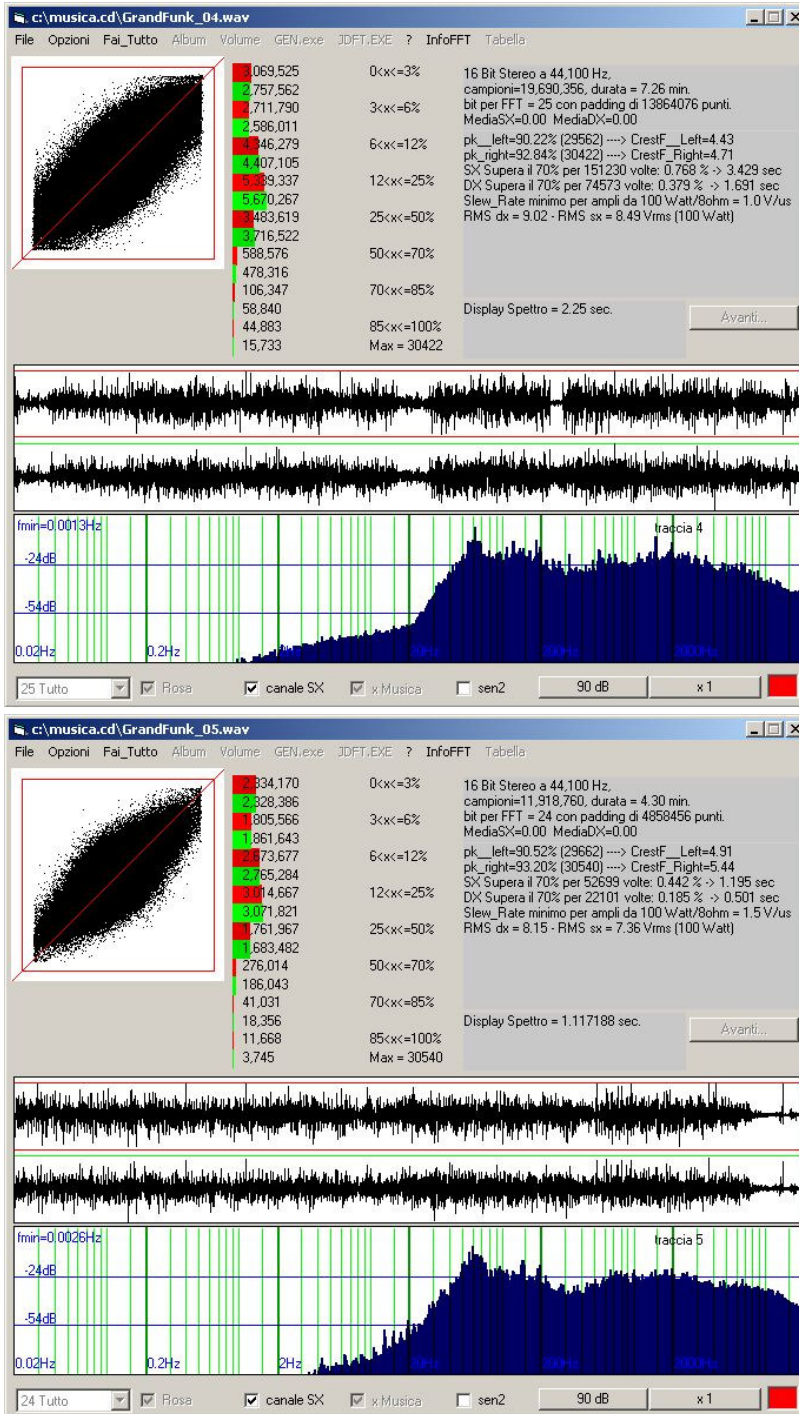 c:\musica.cd\GrandFunk_04.wav
File Opzioni Fai_Tutto Album Volume GEN.exe JDFT.EXE ? InfoFFT Tabella
3,069,525 0<x<=3%
2,757,562
2,711,790 3<x<=6%
2,586,011
4,346,279 6<x<=12%
4,407,105
5,339,337 12<x<=25%
5,670,267
3,483,619 25<x<=50%
3,716,522
588,576 50<x<=70%
478,316
106,347 70<x<=85%
58,840
44,883 85<x<=100%
15,733 Max = 30422
16 Bit Stereo a 44,100 Hz,
campioni=19,690,356, durata = 7.26 min.
bit per FFT = 25 con padding di 13864076 punti.
MediaSX=0.00 MediaDX=0.00
pk__left=90.22% (29562) ----> CrestF__Left=4.43
pk_right=92.84% (30422) ----> CrestF_Right=4.71
SX Supera il 70% per 151230 volte: 0.768 % -> 3.429 sec
DX Supera il 70% per 74573 volte: 0.379 % -> 1.691 sec
Slew_Rate minimo per ampli da 100 Watt/8ohm = 1.0 V/us
RMS dx = 9.02 - RMS sx = 8.49 Vrms (100 Watt)
Display Spettro = 2.25 sec.
Avanti...
fmin=0.0013Hz
traccia 4
-24dB
-54dB
0.02Hz 0.2Hz 2Hz 20Hz 200Hz 2000Hz
25 Tutto Rosa canale SX x Musica sen2 90 dB x 1
c:\musica.cd\GrandFunk_05.wav
File Opzioni Fai_Tutto Album Volume GEN.exe JDFT.EXE ? InfoFFT Tabella
2,334,170 0<x<=3%
2,328,386
1,805,566 3<x<=6%
1,861,643
2,673,677 6<x<=12%
2,765,284
3,014,667 12<x<=25%
3,071,821
1,761,967 25<x<=50%
1,683,482
276,014 50<x<=70%
186,043
41,031 70<x<=85%
18,356
11,668 85<x<=100%
3,745 Max = 30540
16 Bit Stereo a 44,100 Hz,
campioni=11,918,760, durata = 4.30 min.
bit per FFT = 24 con padding di 4858456 punti.
MediaSX=0.00 MediaDX=0.00
pk__left=90.52% (29662) ----> CrestF__Left=4.91
pk_right=93.20% (30540) ----> CrestF_Right=5.44
SX Supera il 70% per 52699 volte: 0.442 % -> 1.195 sec
DX Supera il 70% per 22101 volte: 0.185 % -> 0.501 sec
Slew_Rate minimo per ampli da 100 Watt/8ohm = 1.5 V/us
RMS dx = 8.15 - RMS sx = 7.36 Vrms (100 Watt)
Display Spettro = 1.117188 sec.
Avanti...
fmin=0.0026Hz
traccia 5
-24dB
-54dB
0.02Hz 0.2Hz 2Hz 20Hz 200Hz 2000Hz
24 Tutto Rosa canale SX x Musica sen2 90 dB x 1